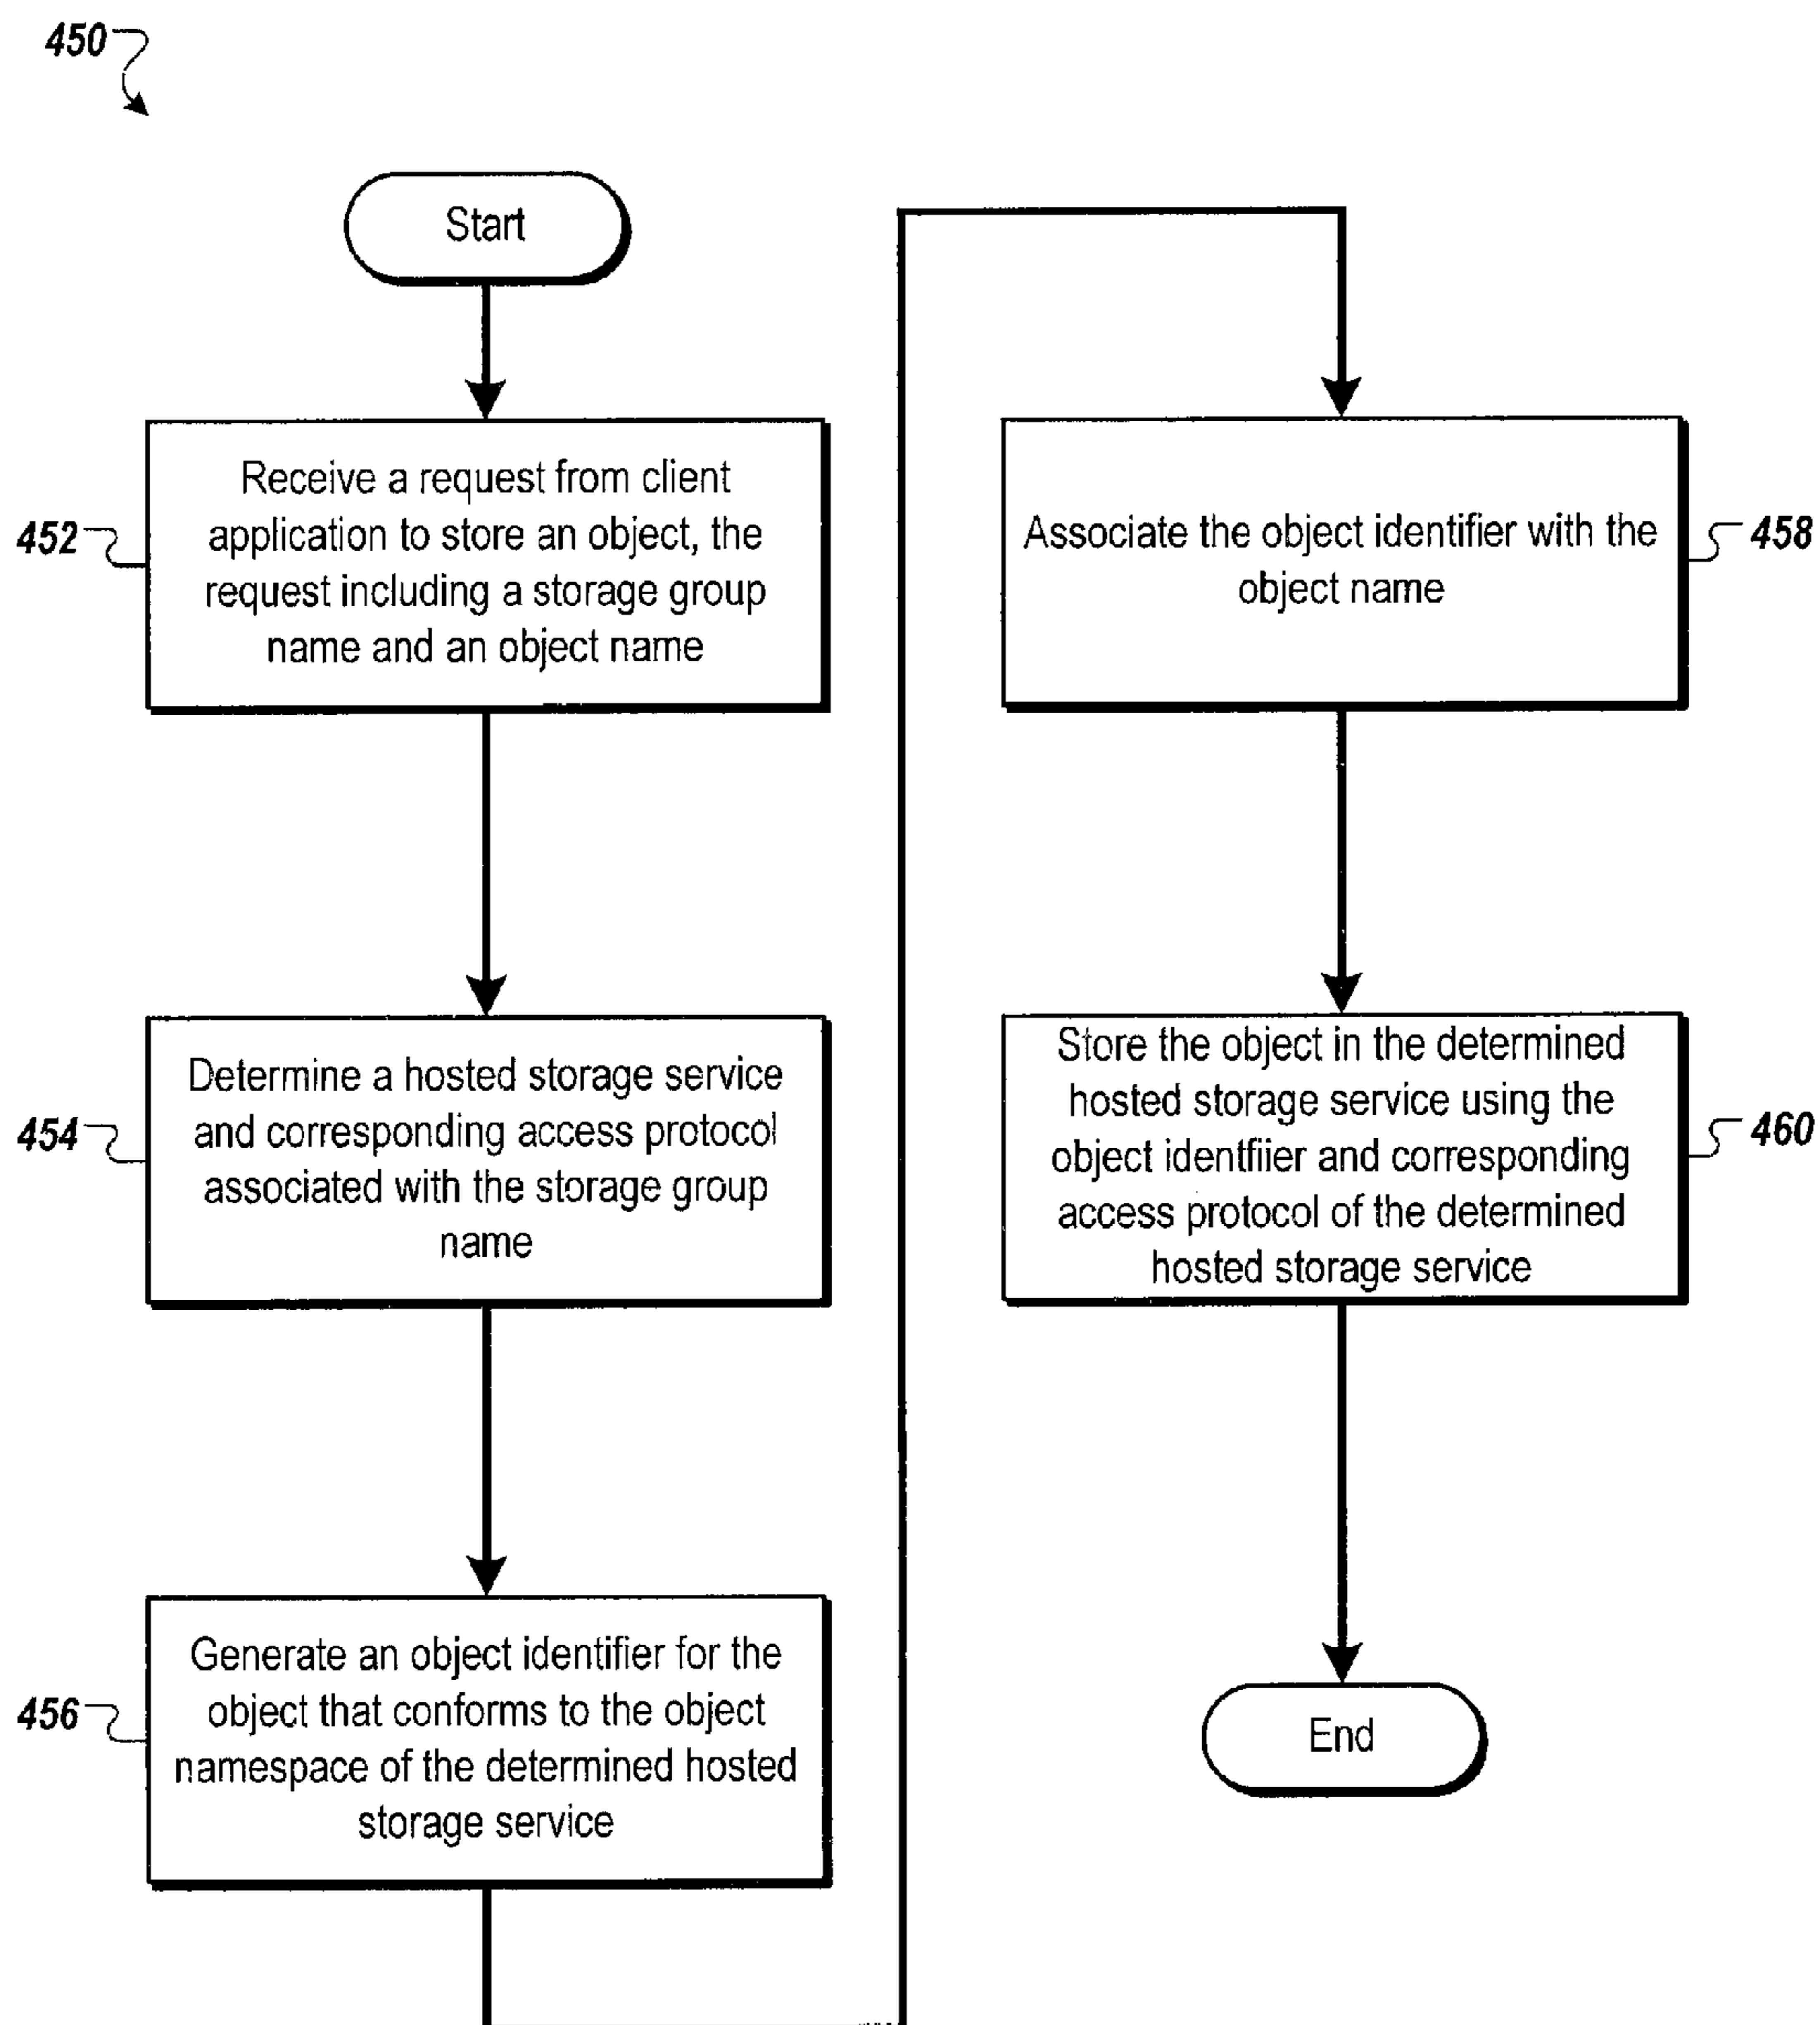 450
Start
452
Receive a request from client
application to store an object, the
request including a storage group
name and an object name
454
Determine a hosted storage service
and corresponding access protocol
associated with the storage group
name
456
Generate an object identifier for the
object that conforms to the object
namespace of the determined hosted
storage service
Associate the object identifier with the
object name
458
Store the object in the determined
hosted storage service using the
object identfiier and corresponding
access protocol of the determined
hosted storage service
460
End